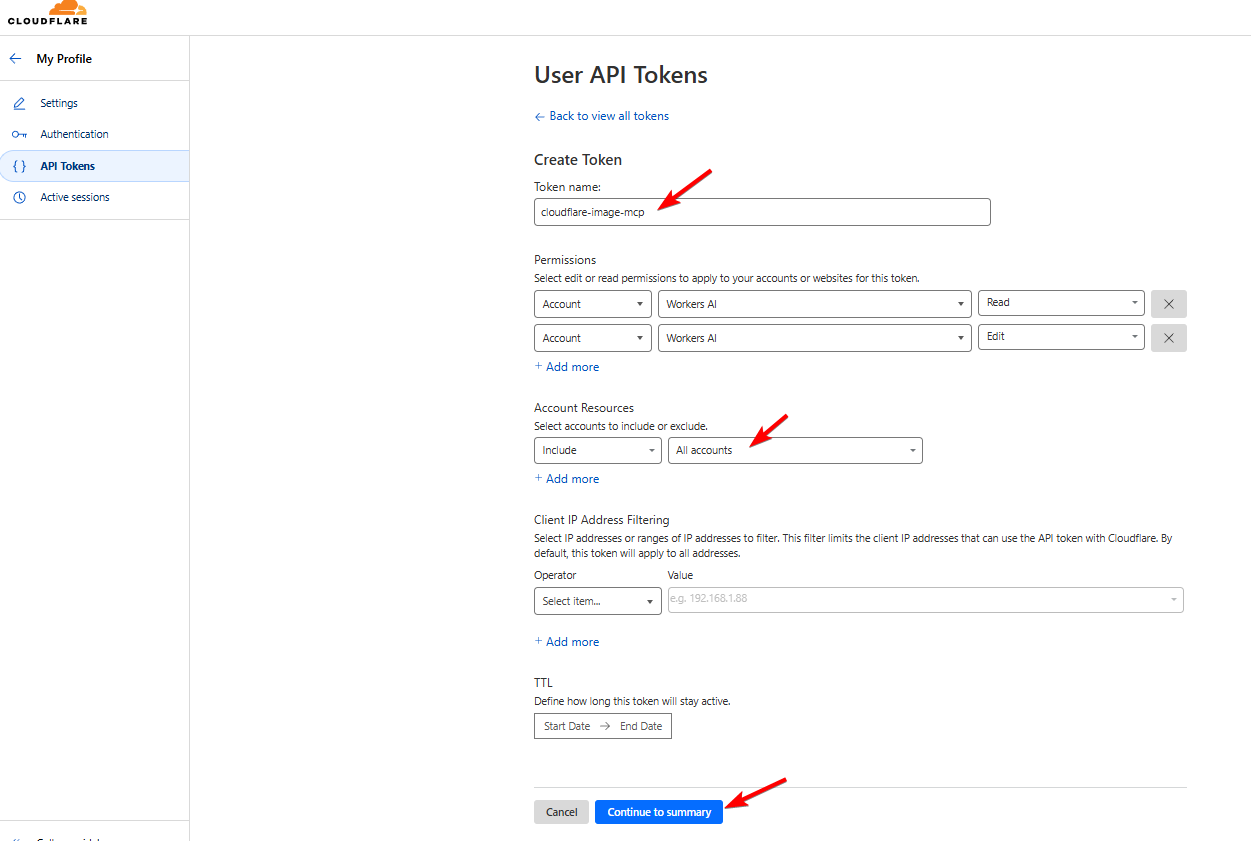 CLOUDFLARE
My Profile
Settings
Authentication
API Tokens
Active sessions
User API Tokens
← Back to view all tokens
Create Token
Token name:
cloudflare-image-mcp
Permissions
Select edit or read permissions to apply to your accounts or websites for this token.
Account Workers AI Read
Account Workers AI Edit
+ Add more
Account Resources
Select accounts to include or exclude.
Include All accounts
+ Add more
Client IP Address Filtering
Select IP addresses or ranges of IP addresses to filter. This filter limits the client IP addresses that can use the API token with Cloudflare. By
default, this token will apply to all addresses.
Operator Value
Select item... e.g. 192.168.1.88
+ Add more
TTL
Define how long this token will stay active.
Start Date → End Date
Cancel Continue to summary